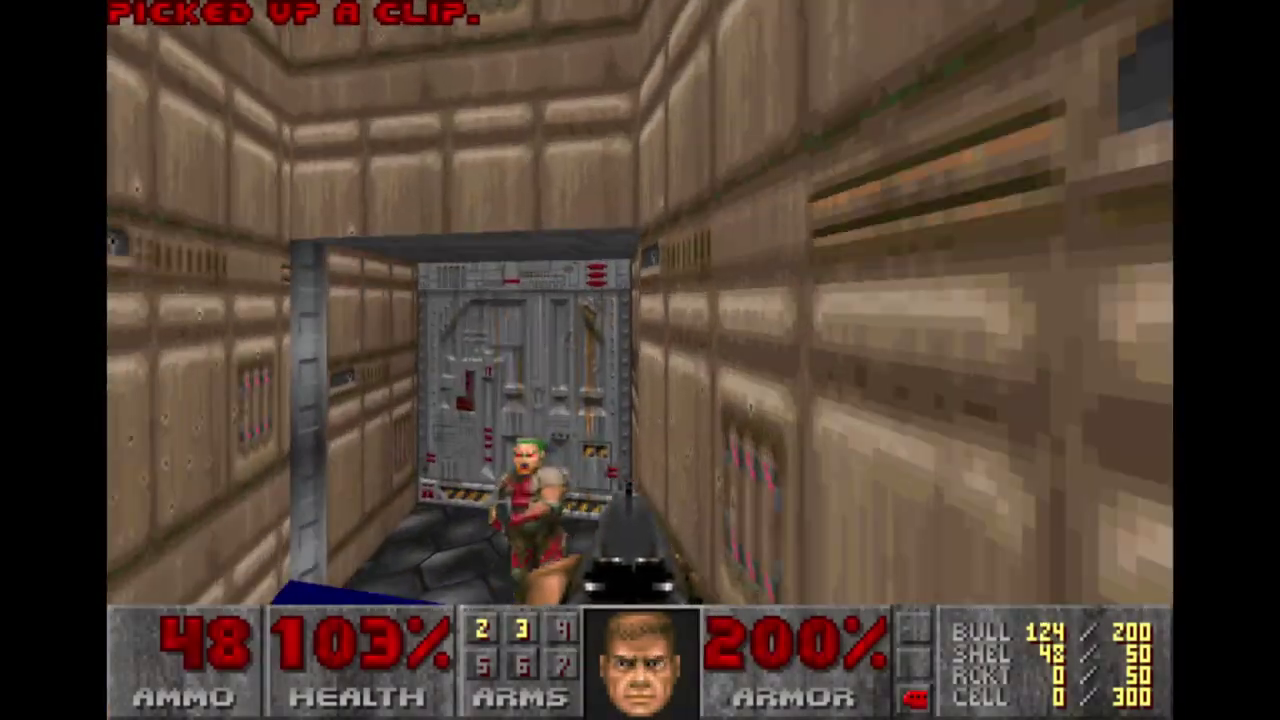 PICKED UP A CLIP.
48 103% 2 3 4 200%
5 6 7
AMMO HEALTH ARMS ARMOR
BULL 124 / 200
SHEL 48 / 50
RCKT 0 / 50
CELL 0 / 300